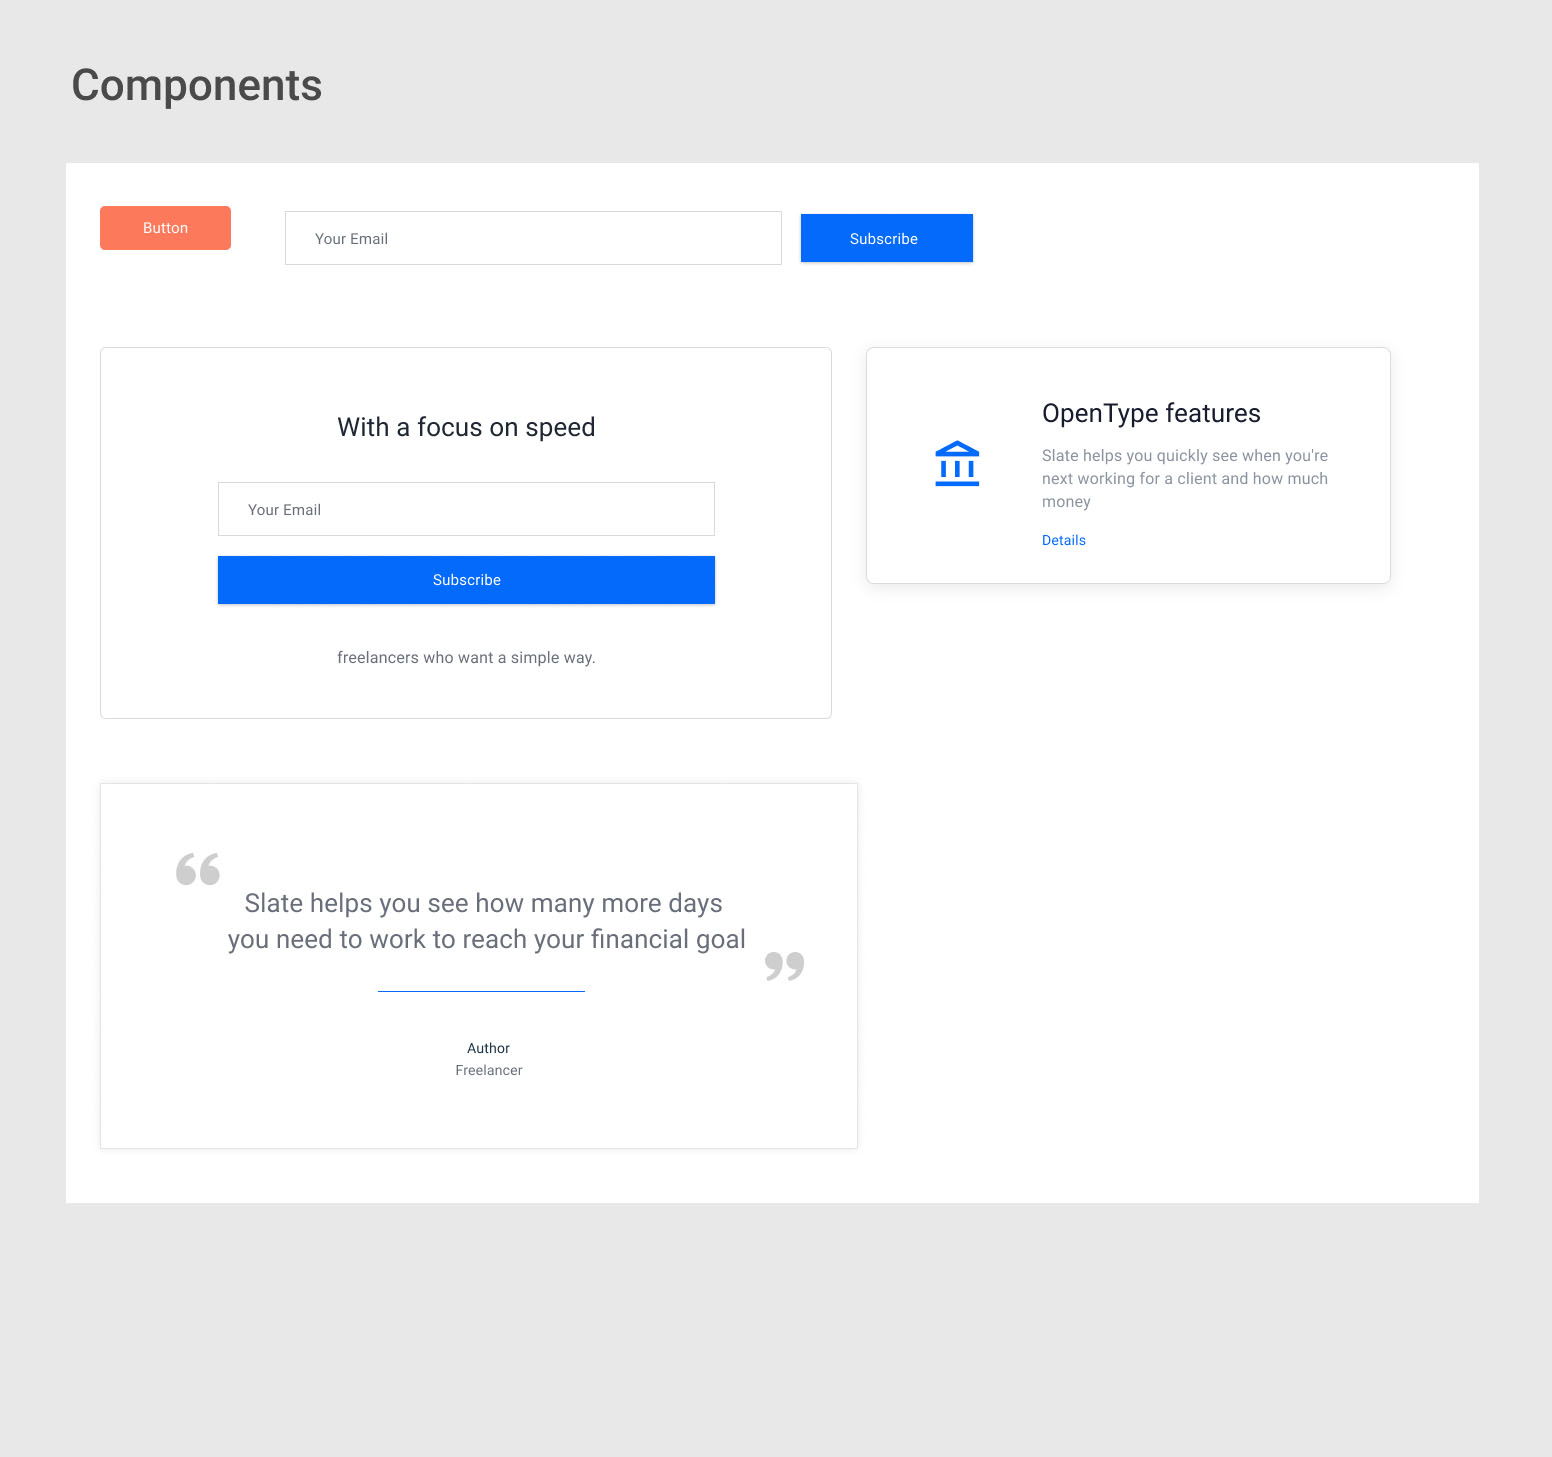 Components
Button
Your Email
Subscribe
With a focus on speed
Your Email
Subscribe
freelancers who want a simple way.
OpenType features
Slate helps you quickly see when you're
next working for a client and how much
money
Details
“
Slate helps you see how many more days
you need to work to reach your financial goal
”
Author
Freelancer